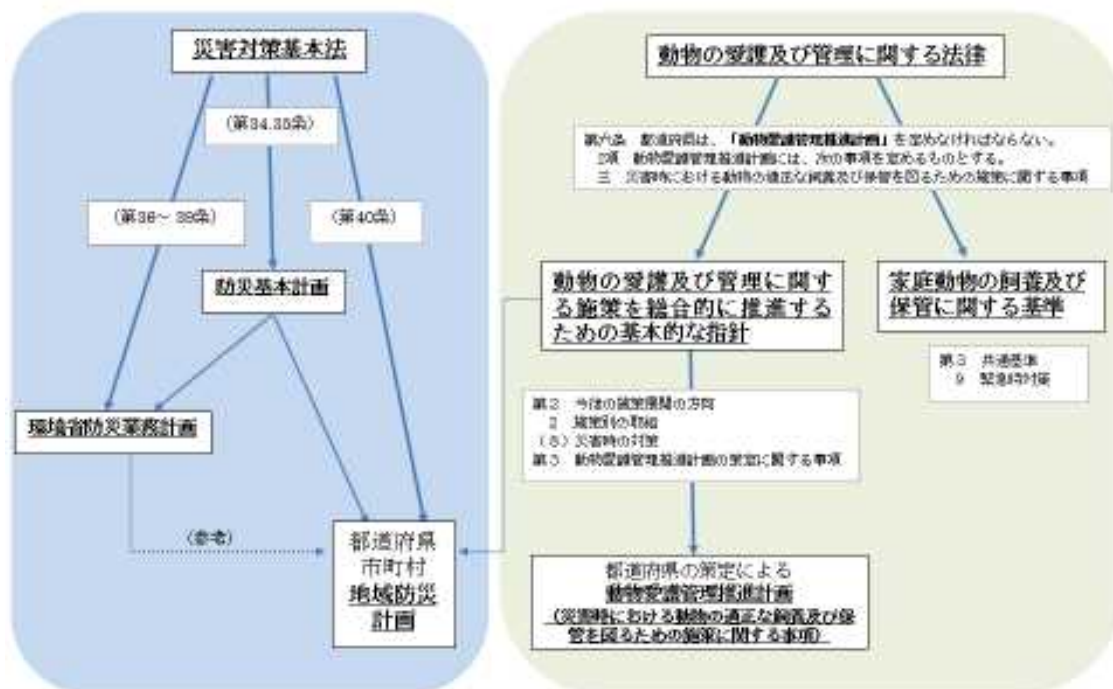 災害対策基本法
(第34.35条)
(第36～39条)
(第40条)
防災基本計画
環境省防災業務計画
(参考)
都道府県
市町村
地域防災
計画
動物の愛護及び管理に関する法律
第六条 都道府県は、「動物愛護管理推進計画」を定めなければならない。
2項 動物愛護管理推進計画には、次の事項を定めるものとする。
三 災害時における動物の適正な飼養及び保管を図るための施策に関する事項
動物の愛護及び管理に関す
る施策を総合的に推進する
ための基本的な指針
家庭動物の飼養及び
保管に関する基準
第3 共通基準
9 緊急時対策
第2 今後の施策展開の方向
2 施策別の取組
(8)災害時の対策
第3 動物愛護管理推進計画の策定に関する事項
都道府県の策定による
動物愛護管理推進計画
(災害時における動物の適正な飼養及び保
管を図るための施策に関する事項)